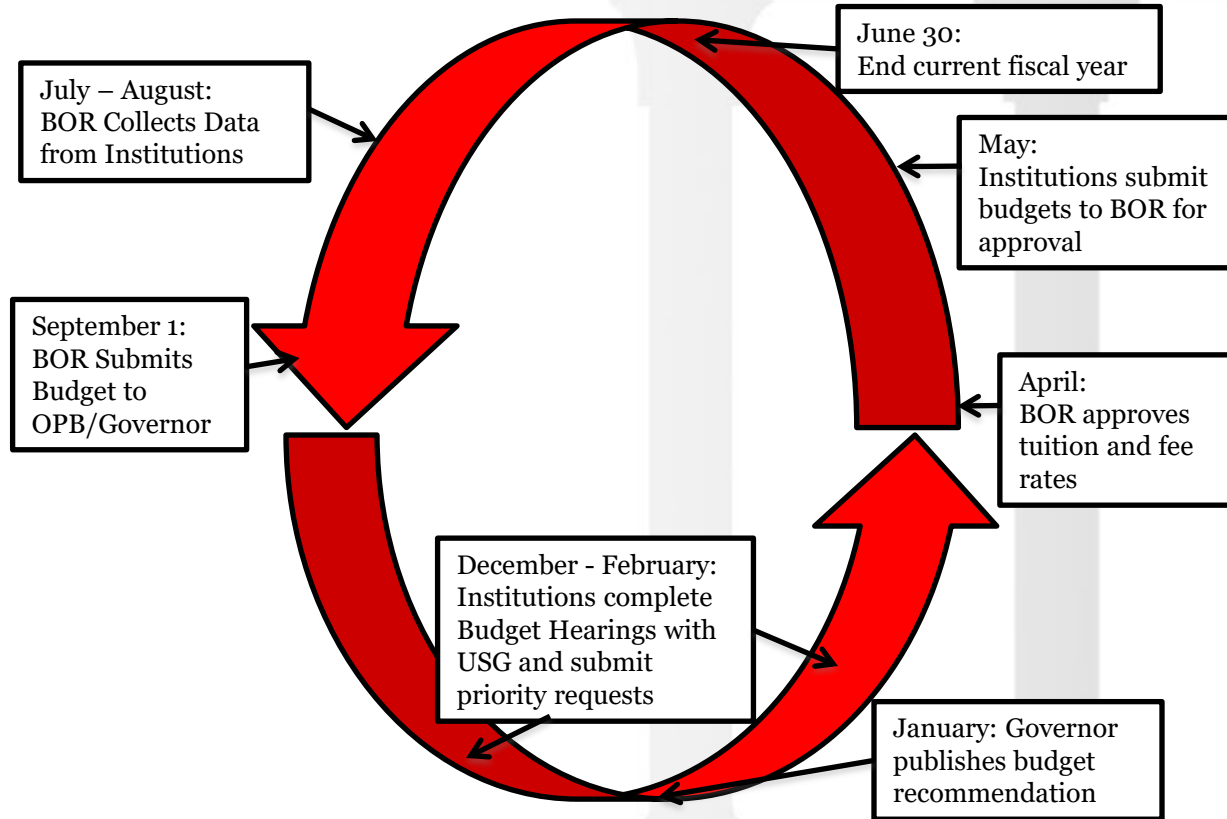 June 30:
End current fiscal year
July – August:
BOR Collects Data
from Institutions
May:
Institutions submit
budgets to BOR for
approval
September 1:
BOR Submits
Budget to
OPB/Governor
April:
BOR approves
tuition and fee
rates
December - February:
Institutions complete
Budget Hearings with
USG and submit
priority requests
January: Governor
publishes budget
recommendation